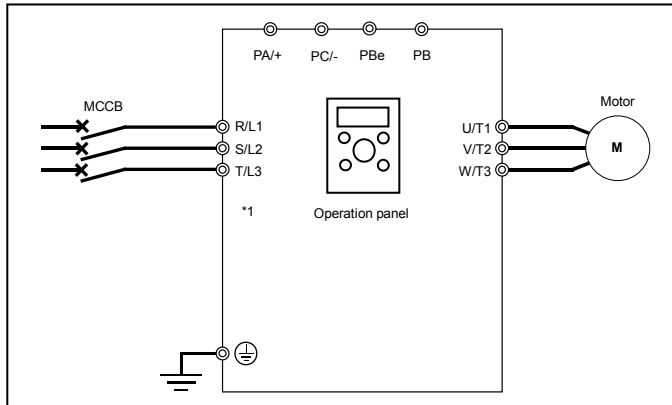 PA/+ PC/- PBe PB
MCCB
Motor
R/L1
U/T1
S/L2
V/T2
M
T/L3
W/T3
*1
Operation panel